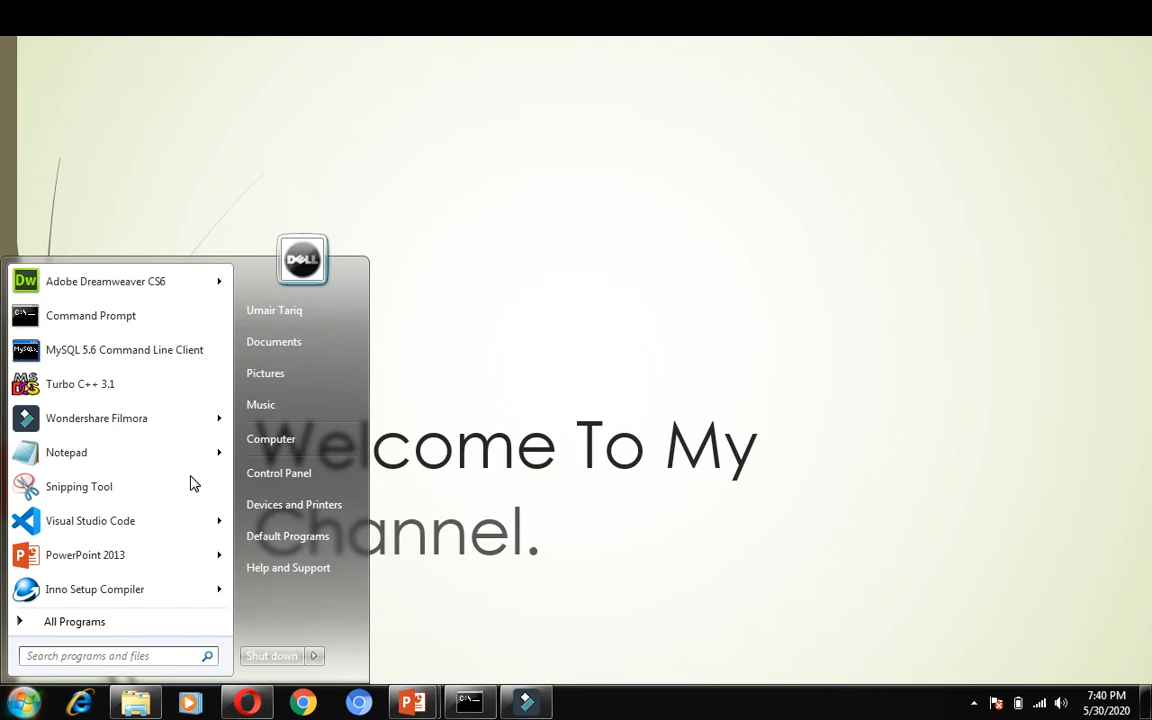 DELL
Dw Adobe Dreamweaver CS6
Command Prompt
MySQL 5.6 Command Line Client
Turbo C++ 3.1
Wondershare Filmora
Notepad
Snipping Tool
Visual Studio Code
PowerPoint 2013
Inno Setup Compiler
All Programs
Search programs and files
Umair Tariq
Documents
Pictures
Music
Computer
Control Panel
Devices and Printers
Default Programs
Help and Support
Shut down
Welcome To My
Channel.
7:40 PM
5/30/2020